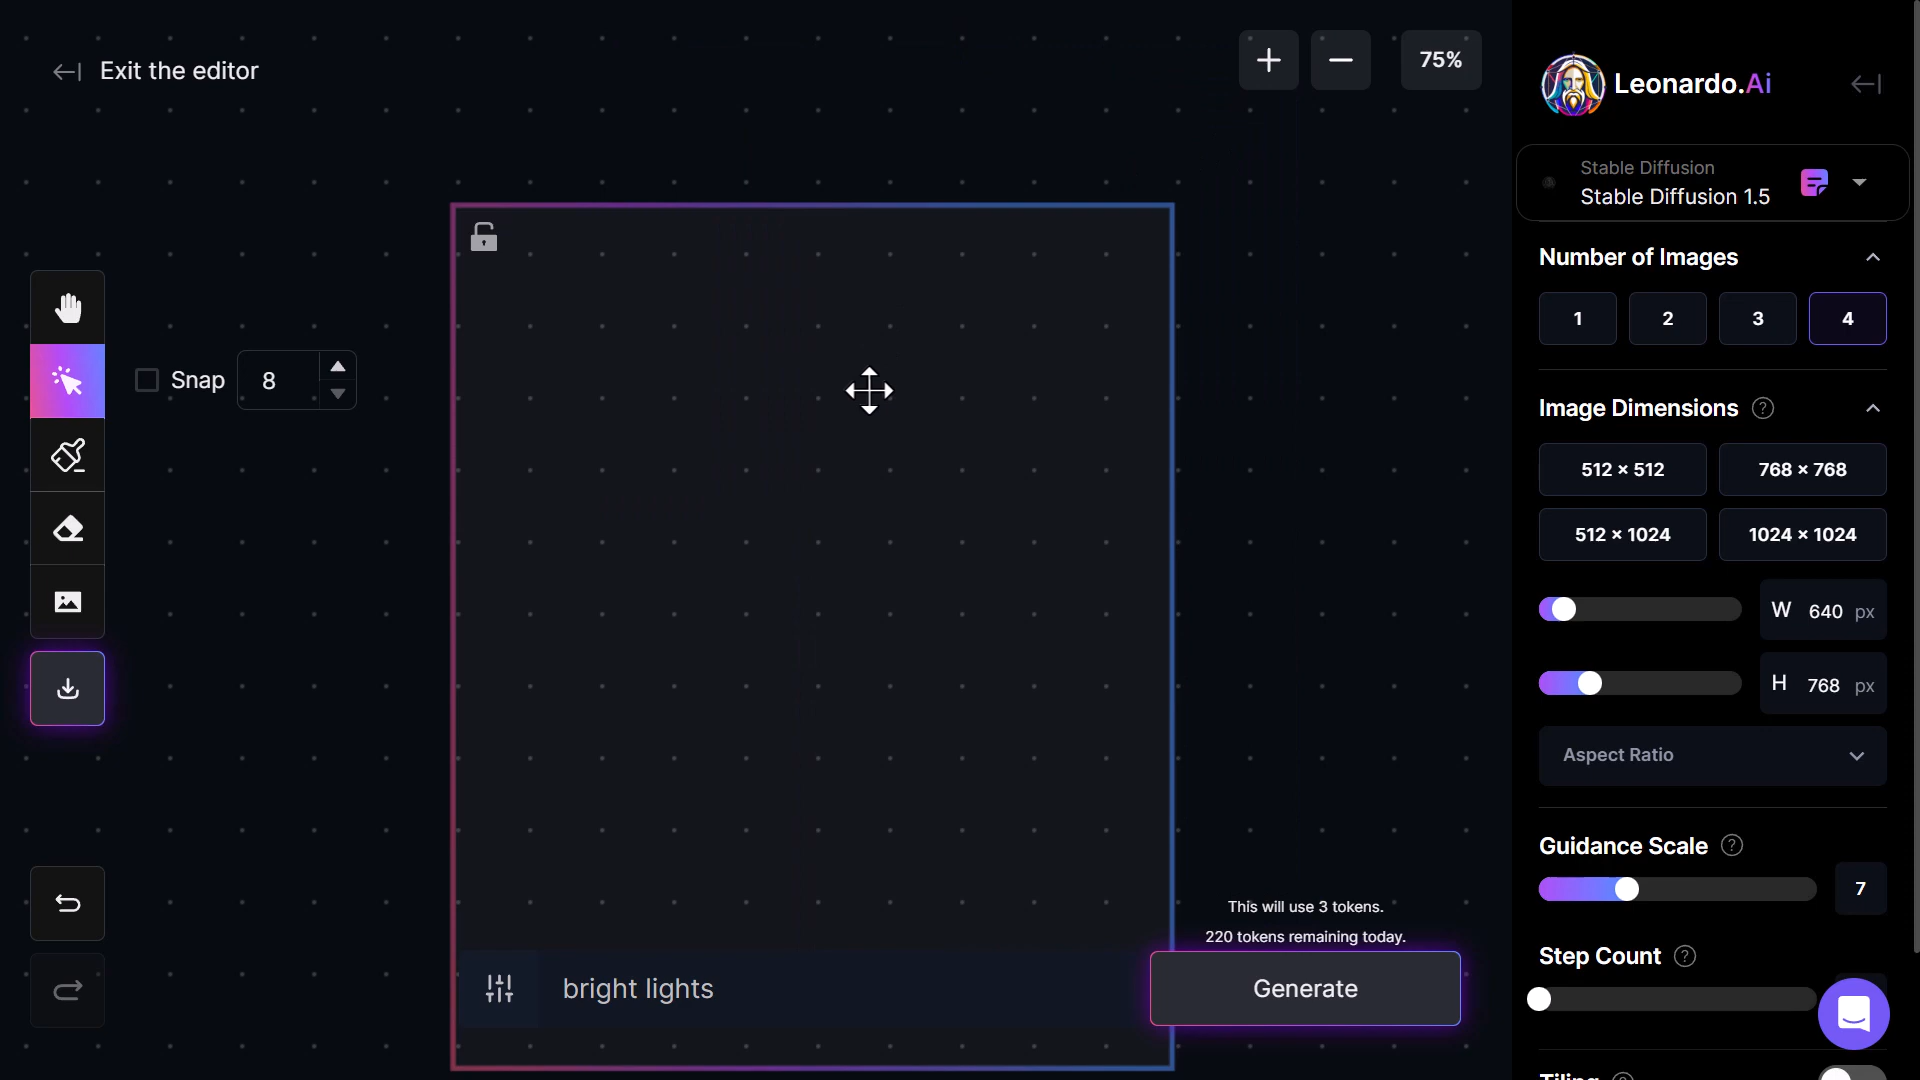 Exit the editor
75%
Leonardo.Ai
Stable Diffusion
Stable Diffusion 1.5
Number of Images
1 2 3 4
Snap 8
Image Dimensions ?
512 × 512 768 × 768
512 × 1024 1024 × 1024
W 640 px
H 768 px
Aspect Ratio
Guidance Scale ?
7
This will use 3 tokens.
220 tokens remaining today.
Step Count ?
bright lights
Generate
Tiling ?